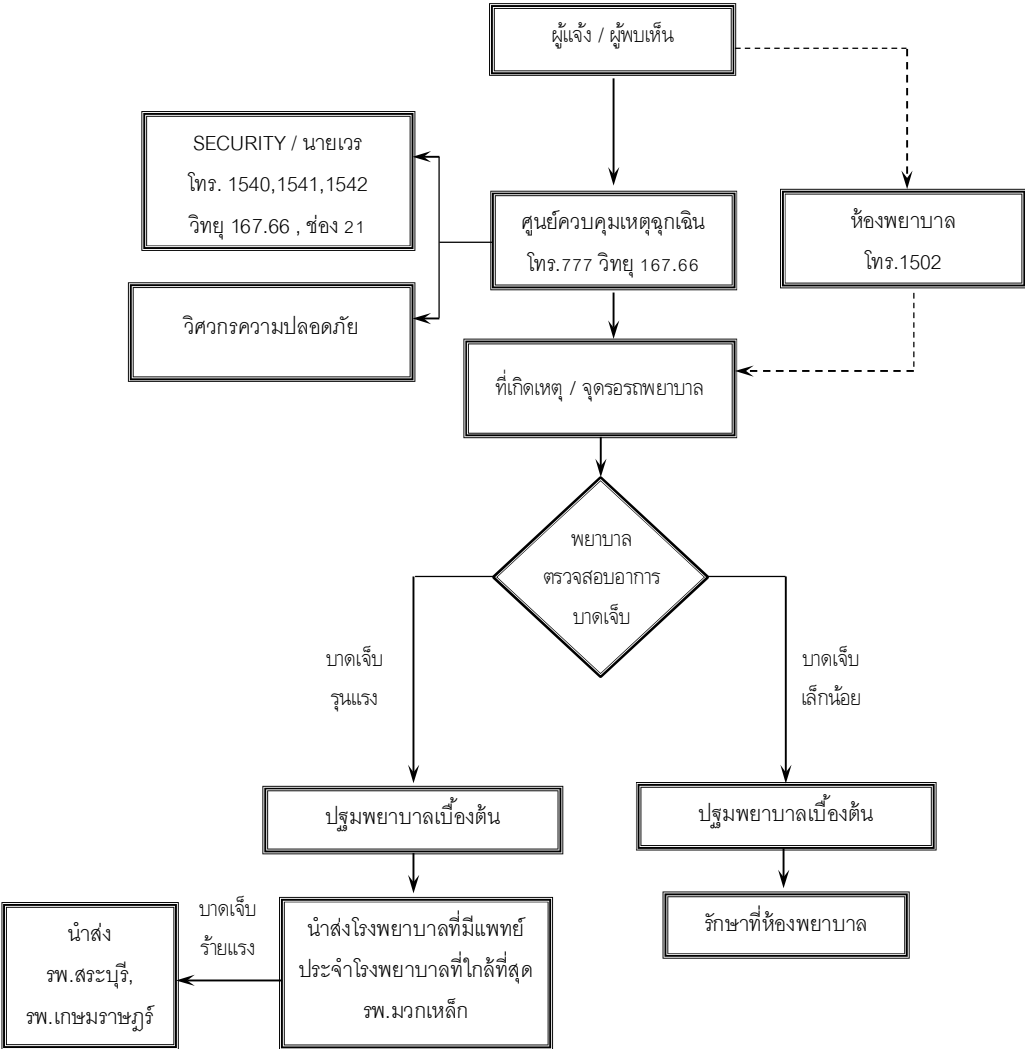 ผู้แจ้ง / ผู้พบเห็น
SECURITY / นายเวร
โทร. 1540,1541,1542
วิทยุ 167.66 , ช่อง 21
ศูนย์ควบคุมเหตุฉุกเฉิน
โทร.777 วิทยุ 167.66
ห้องพยาบาล
โทร.1502
วิศวกรความปลอดภัย
ที่เกิดเหตุ / จุดรอรถพยาบาล
พยาบาล
ตรวจสอบอาการ
บาดเจ็บ
บาดเจ็บ
รุนแรง
บาดเจ็บ
เล็กน้อย
ปฐมพยาบาลเบื้องต้น
ปฐมพยาบาลเบื้องต้น
นำส่ง
รพ.สระบุรี,
รพ.เกษมราษฎร์
บาดเจ็บ
ร้ายแรง
นำส่งโรงพยาบาลที่มีแพทย์
ประจำโรงพยาบาลที่ใกล้ที่สุด
รพ.มวกเหล็ก
รักษาที่ห้องพยาบาล